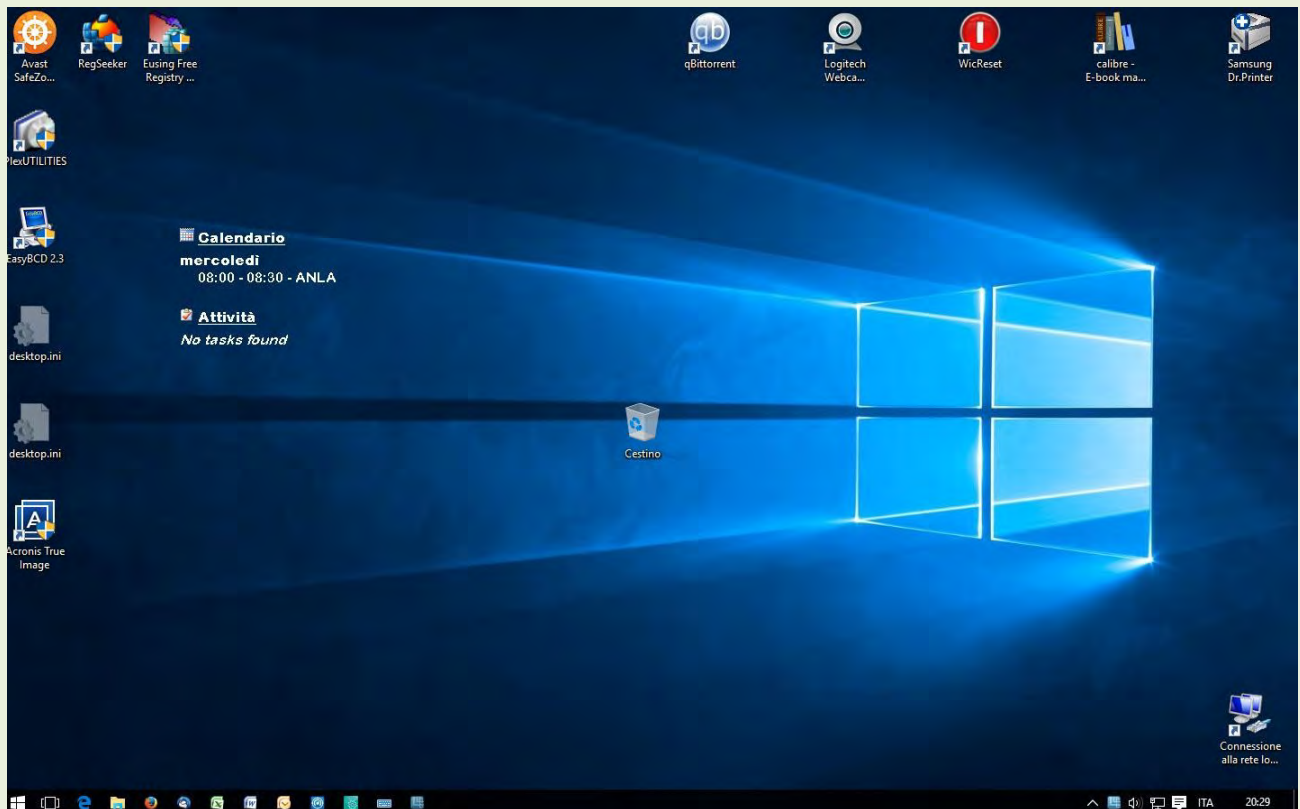 Avast
SafeZo...
RegSeeker
Eusing Free
Registry ...
qBittorrent
Logitech
Webca...
WicReset
calibre -
E-book ma...
Samsung
Dr.Printer
PlexUTILITIES
EasyBCD 2.3
Calendario
mercoledì
08:00 - 08:30 - ANLA
Attività
No tasks found
desktop.ini
desktop.ini
Cestino
Acronis True
Image
Connessione
alla rete lo...
ITA
20:29